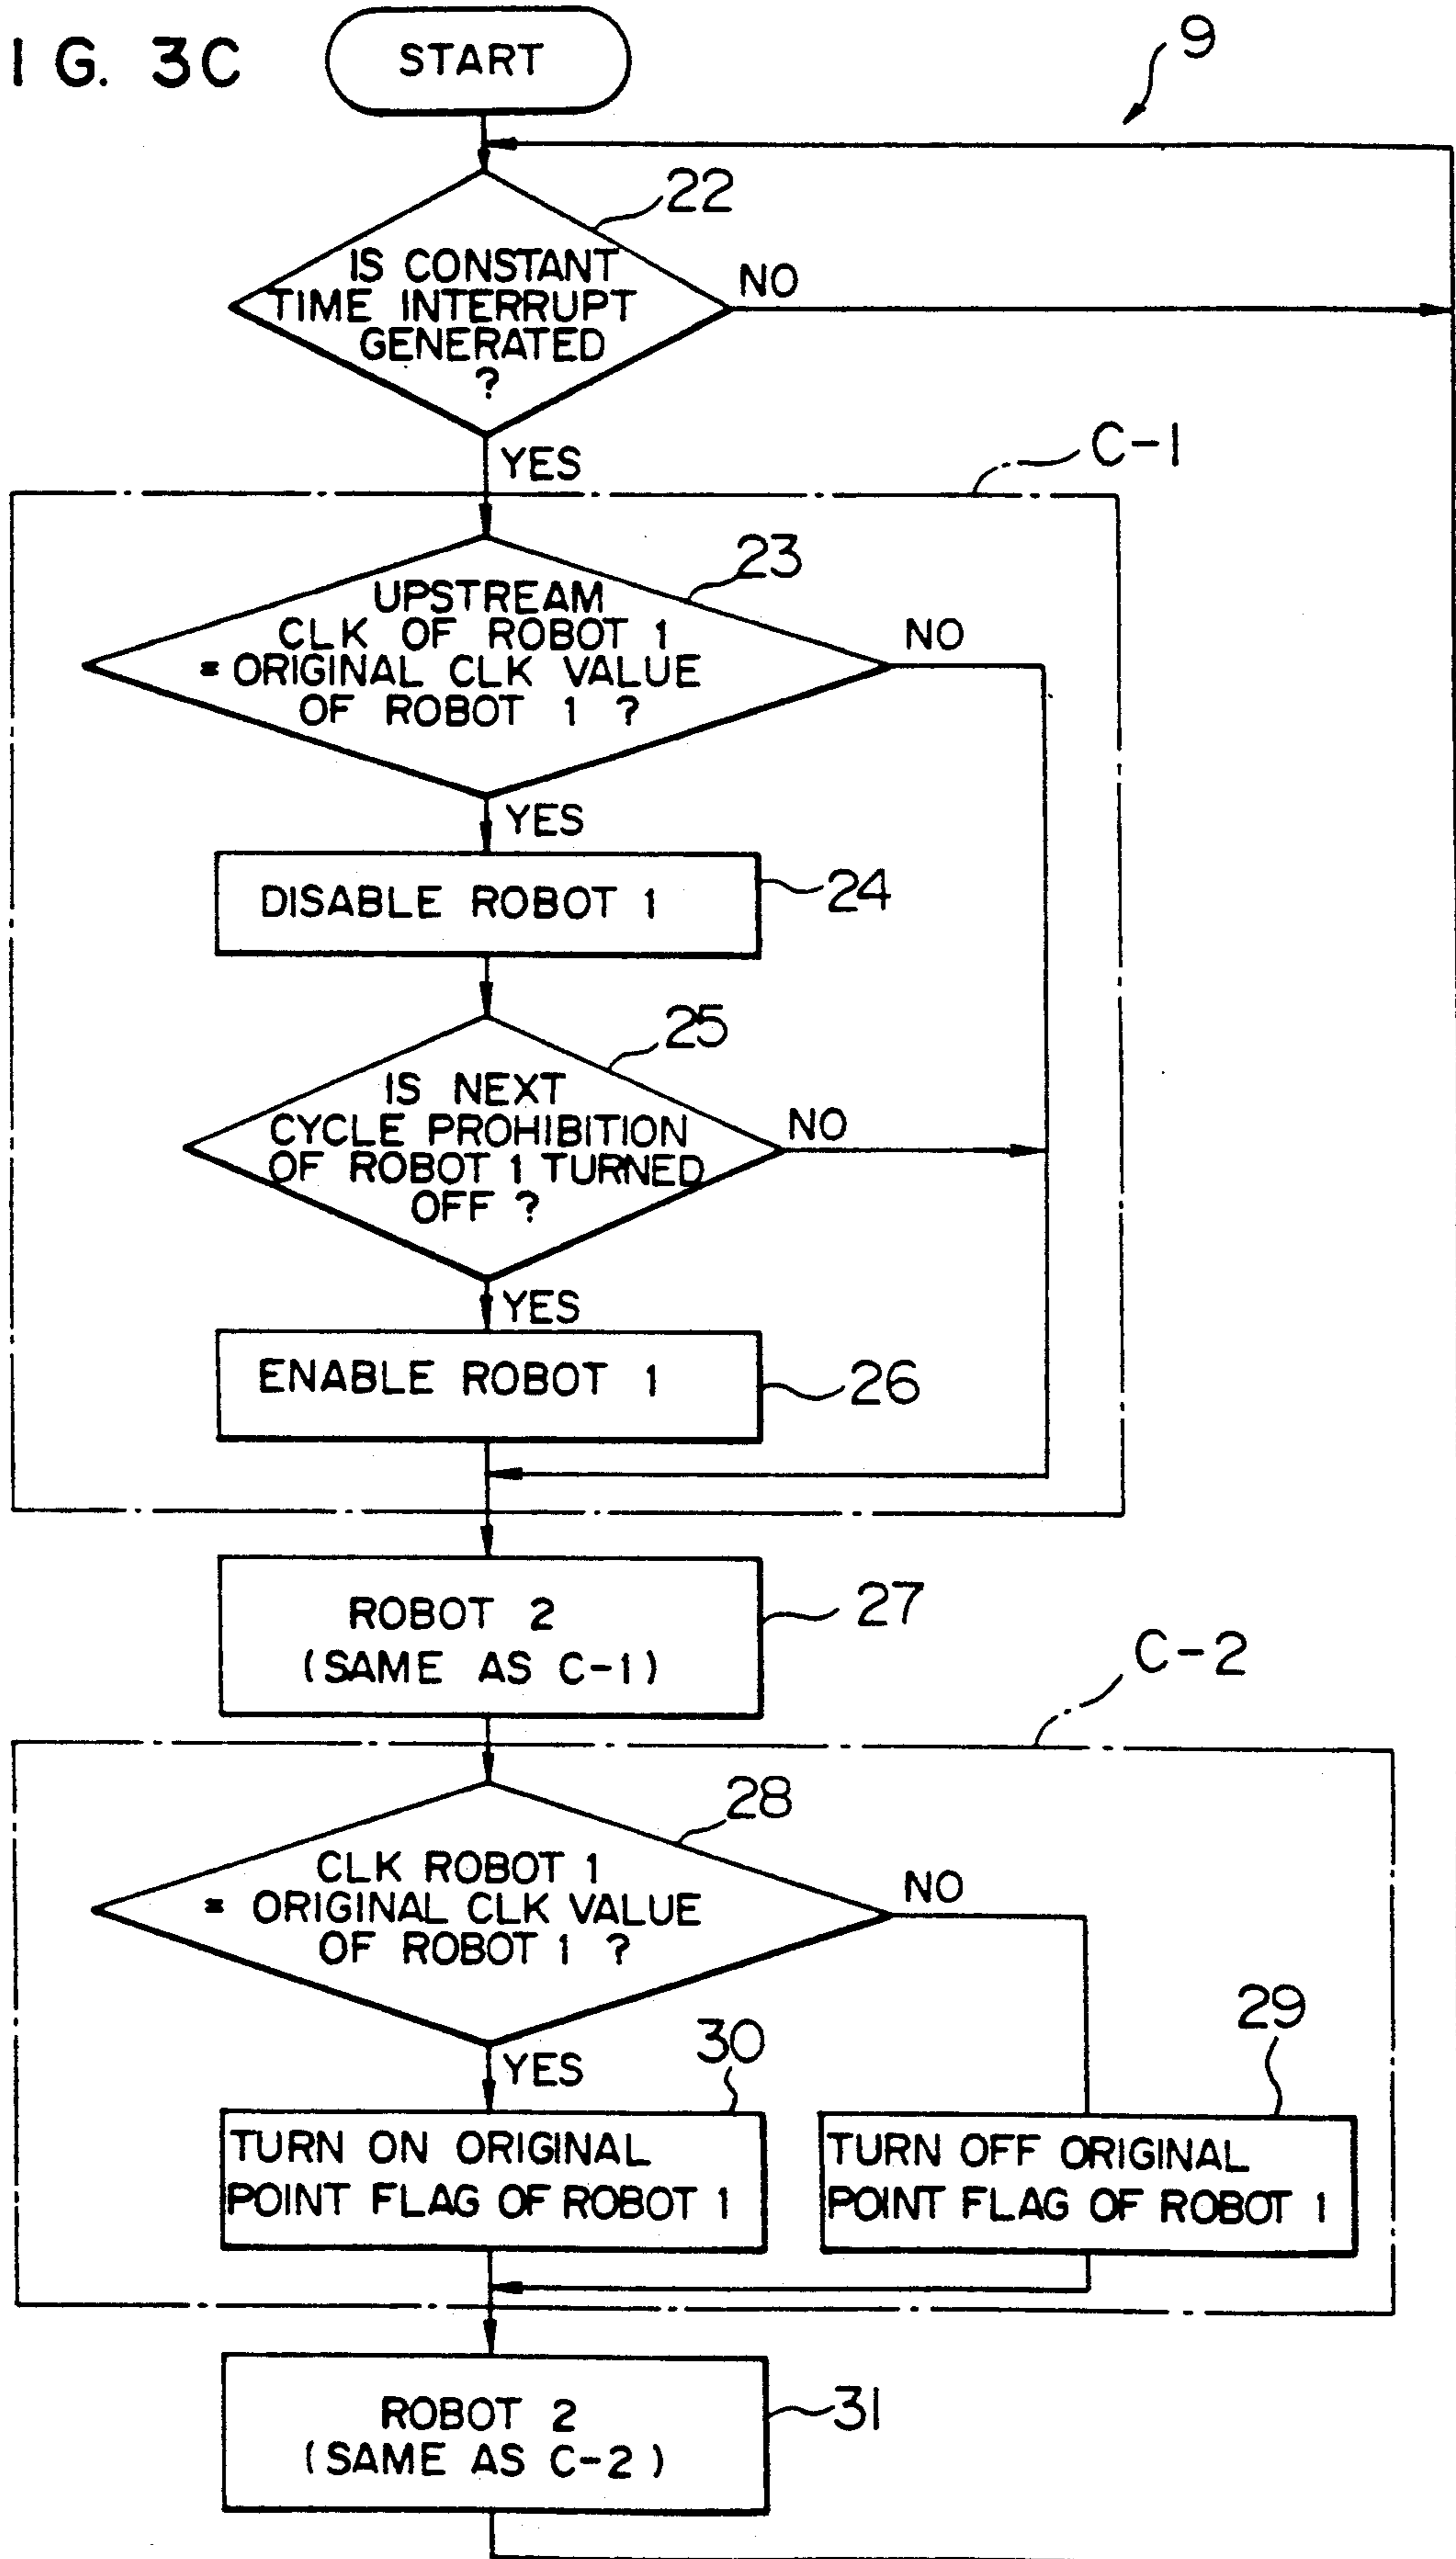 IG. 3C
START
9
22
IS CONSTANT
TIME INTERRUPT
GENERATED
?
NO
YES
C-1
23
UPSTREAM
CLK OF ROBOT 1
= ORIGINAL CLK VALUE
OF ROBOT 1 ?
NO
YES
DISABLE ROBOT 1
24
25
IS NEXT
CYCLE PROHIBITION
OF ROBOT 1 TURNED
OFF ?
NO
YES
ENABLE ROBOT 1
26
ROBOT 2
(SAME AS C-1)
27
C-2
28
CLK ROBOT 1
= ORIGINAL CLK VALUE
OF ROBOT 1 ?
NO
YES
30
29
TURN ON ORIGINAL
POINT FLAG OF ROBOT 1
TURN OFF ORIGINAL
POINT FLAG OF ROBOT 1
ROBOT 2
(SAME AS C-2)
31